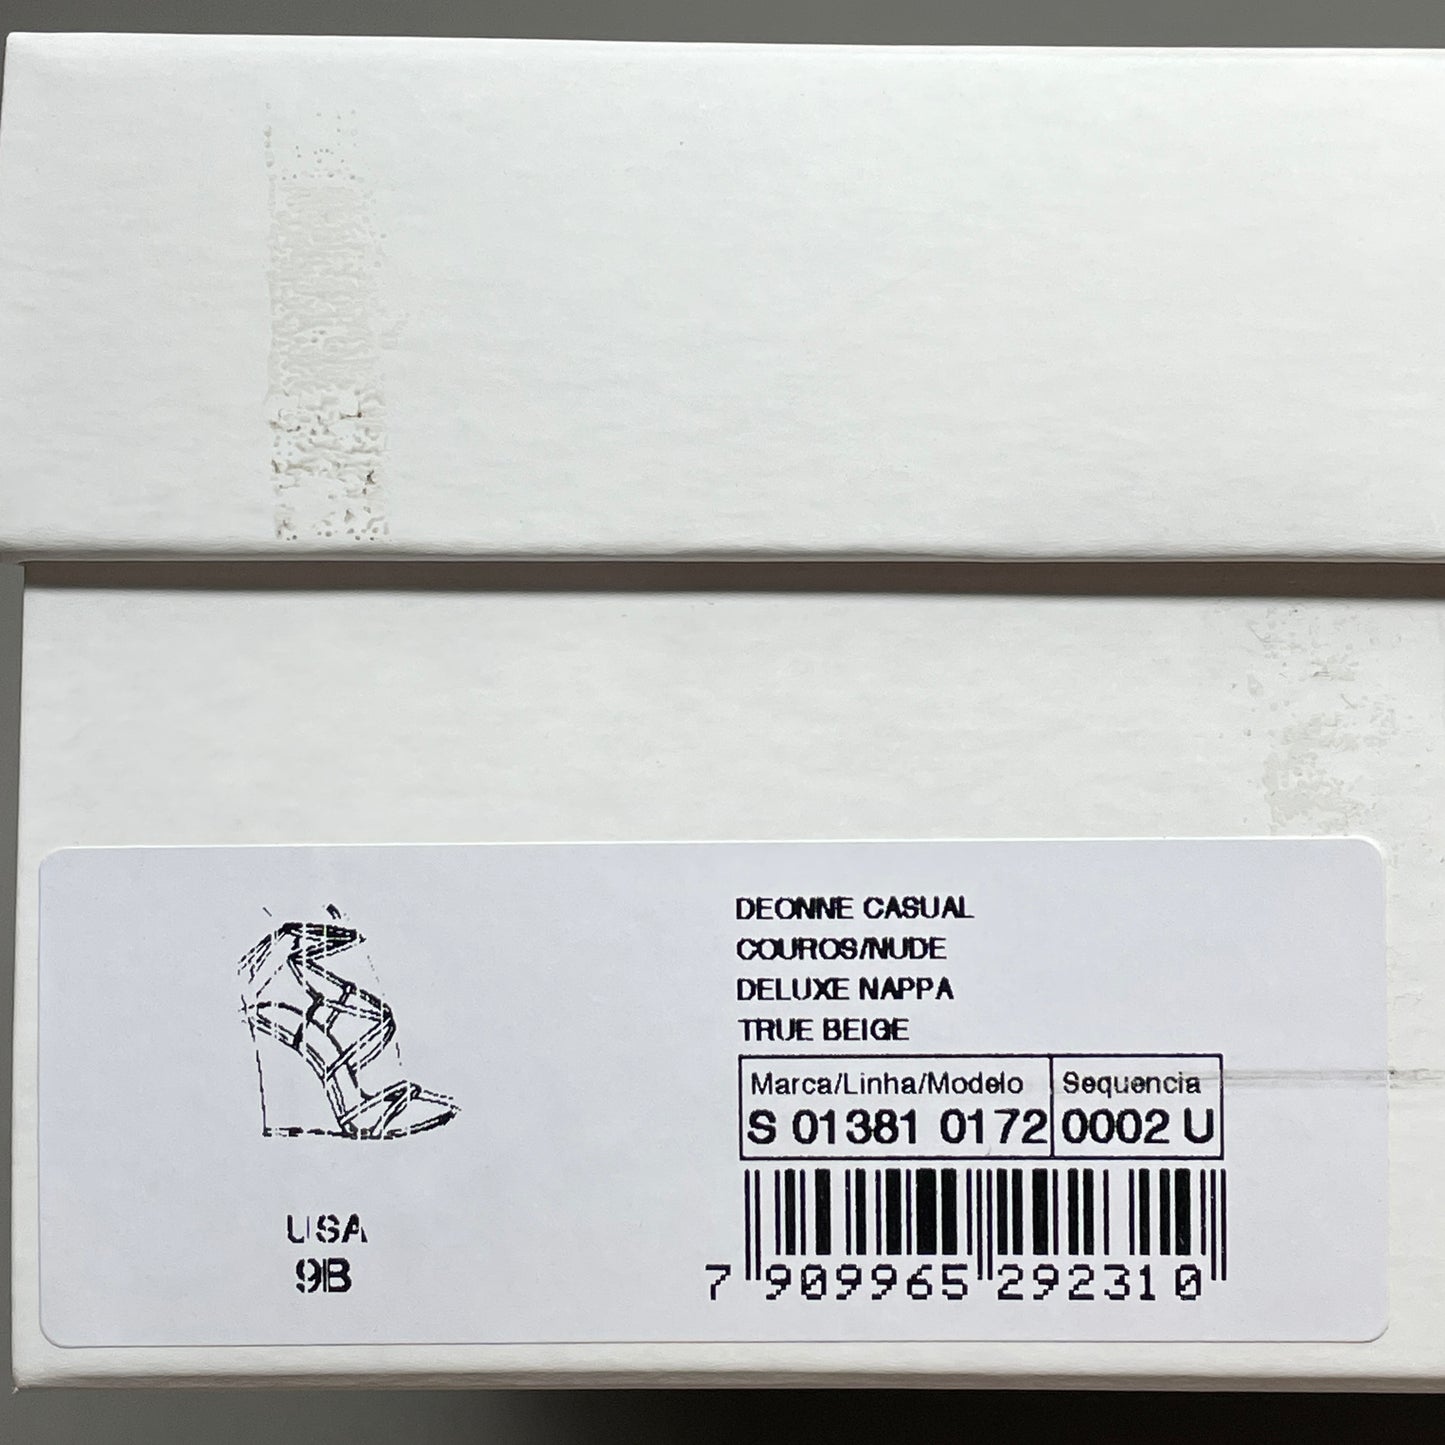 DEONNE CASUAL
COUROS/NUDE
DELUXE NAPPA
TRUE BEIGE
Marca/Linha/Modelo Sequencia
S 01381 0172 0002 U
USA
9B
7 909965 292310